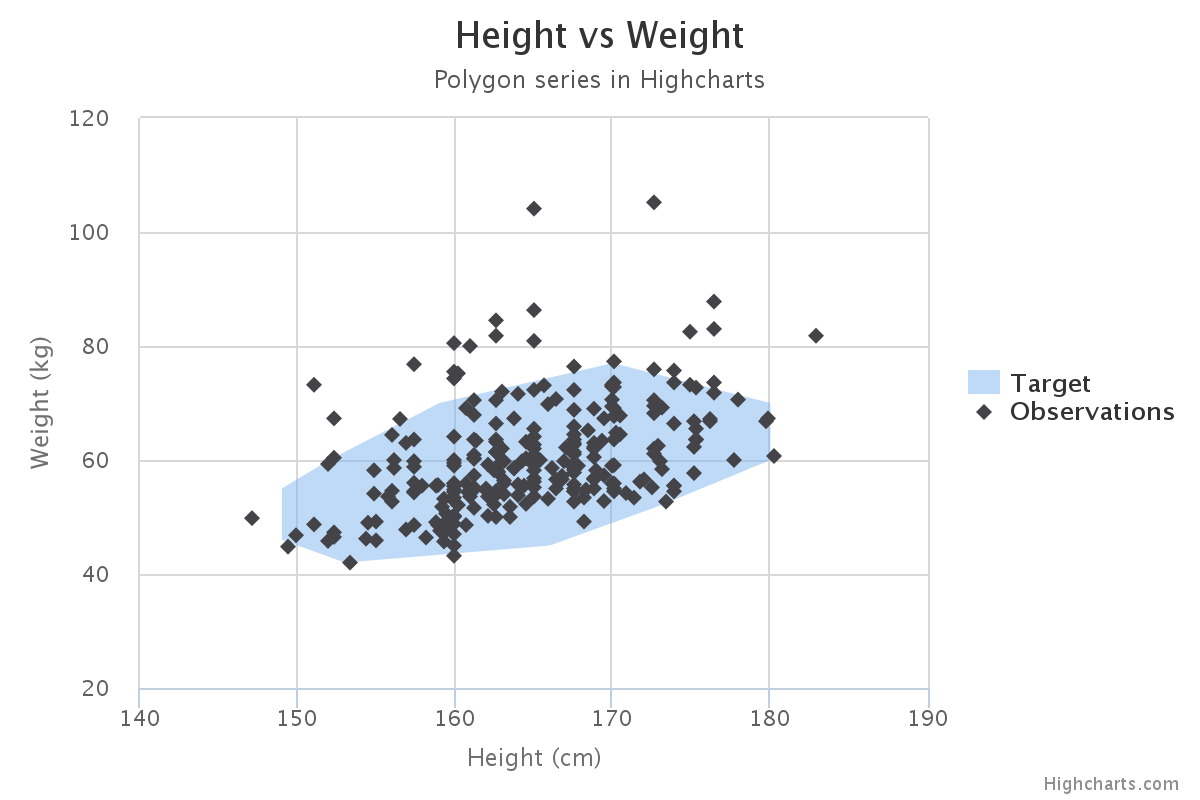 Height vs Weight
Polygon series in Highcharts
120
100
80
60
40
20
Weight (kg)
140 150 160 170 180 190
Height (cm)
Target
Observations
Highcharts.com